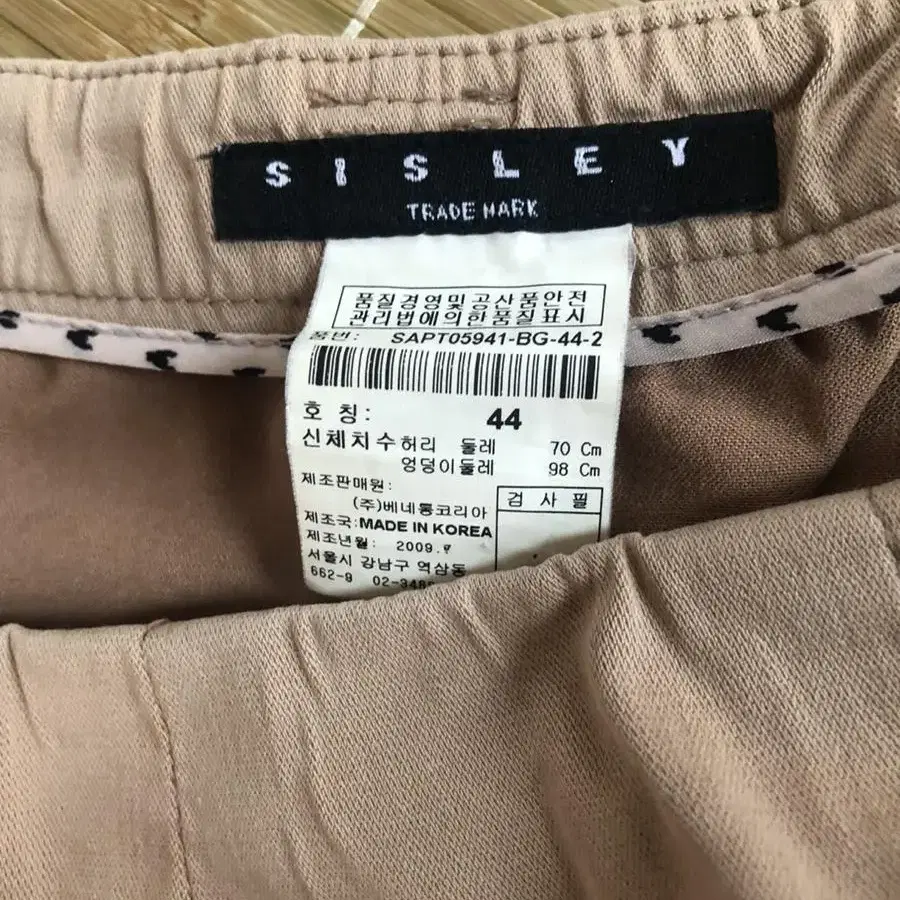 SISLEY
TRADE MARK
품질경영및공산품안전
관리법에의한품질표시
품번: SAPT05941-BG-44-2
호 칭: 44
신체치수 허리 둘레 70 Cm
엉덩이둘레 98 Cm
제조판매원:
(주)베네통코리아
검 사 필
제조국:MADE IN KOREA
제조년월: 2009.
서울시 강남구 역삼동
662-9 02-348